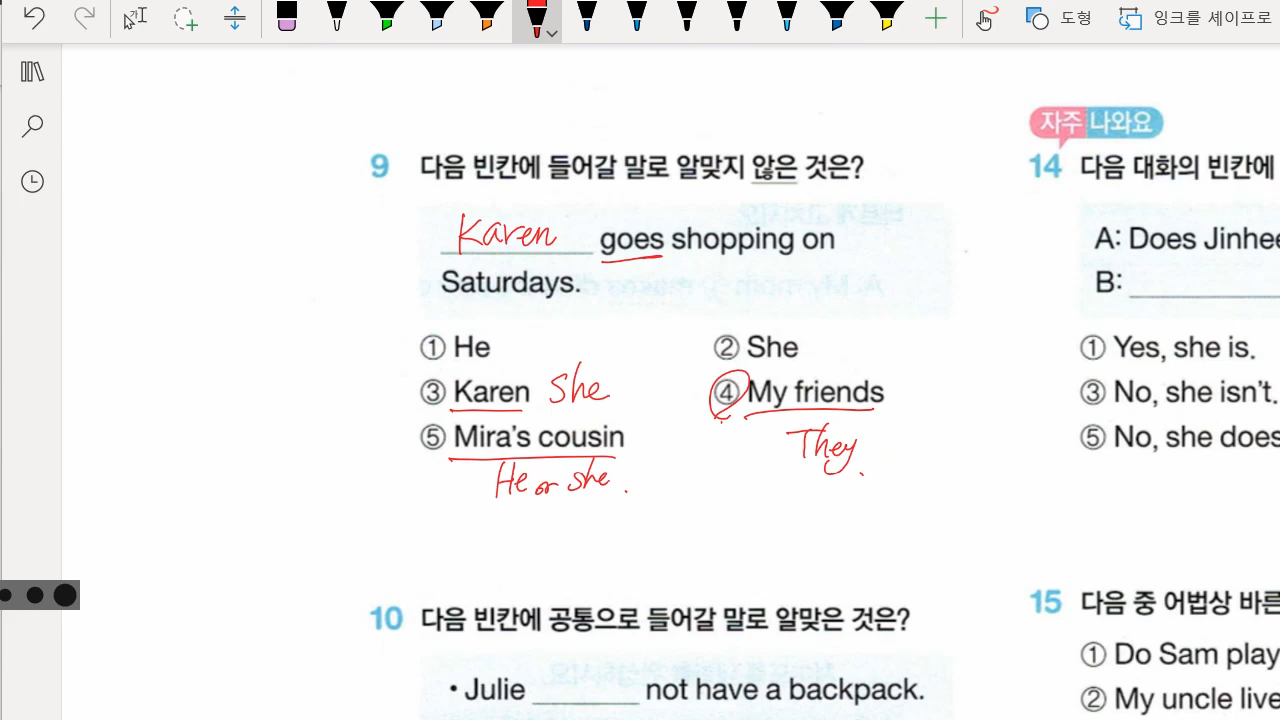 도형
잉크를 셰이프로
9 다음 빈칸에 들어갈 말로 알맞지 않은 것은?
Karen goes shopping on
Saturdays.
① He
② She
③ Karen She
④ My friends
They.
⑤ Mira's cousin
He or she.
10 다음 빈칸에 공통으로 들어갈 말로 알맞은 것은?
• Julie ________ not have a backpack.
자주 나와요
14 다음 대화의 빈칸에
A: Does Jinhee
B: ________
① Yes, she is.
③ No, she isn't.
⑤ No, she does
15 다음 중 어법상 바른
① Do Sam play
② My uncle live